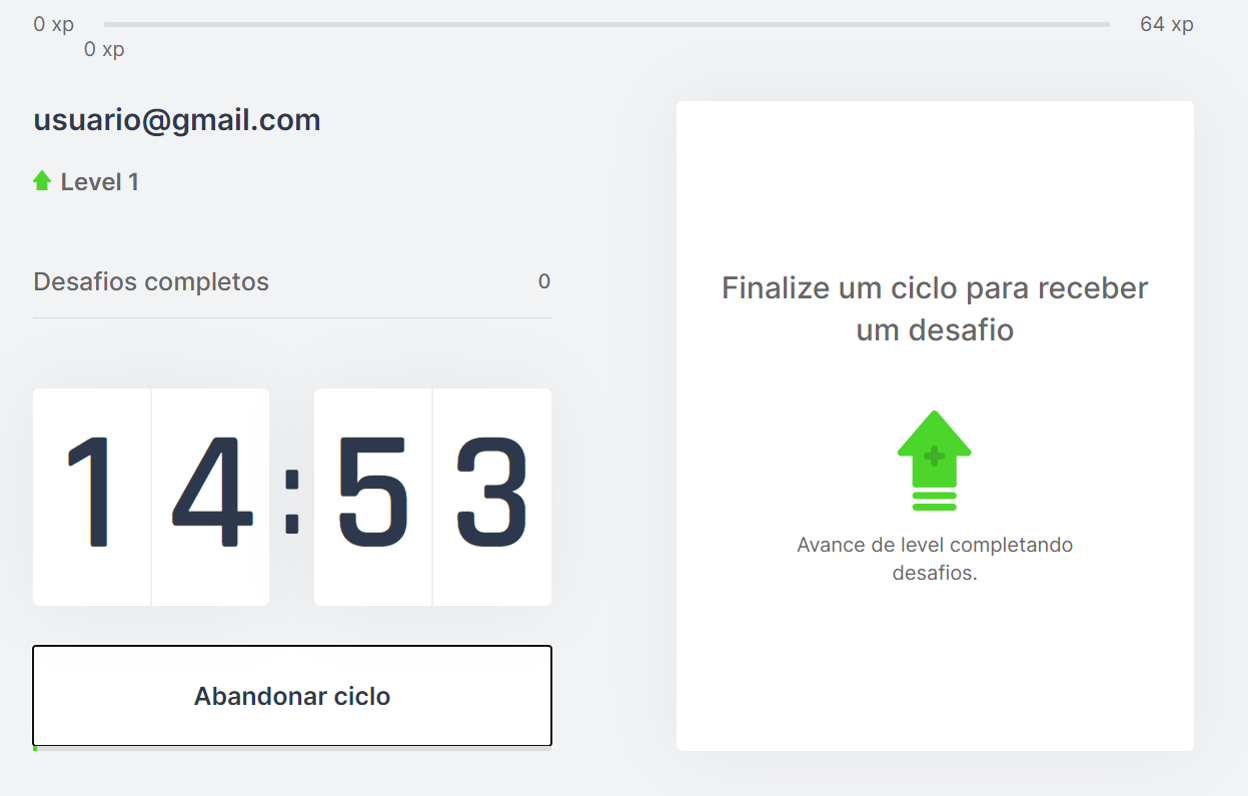 0 xp
64 xp
0 xp
usuario@gmail.com
Level 1
Desafios completos 0
14:53
Abandonar ciclo
Finalize um ciclo para receber
um desafio
Avance de level completando
desafios.